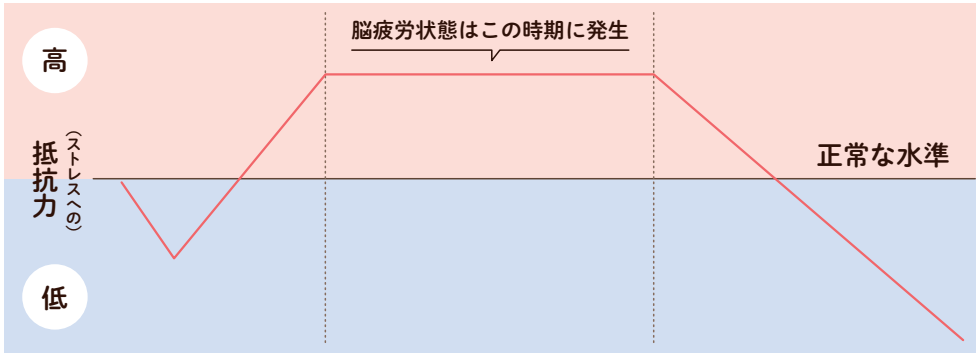 脳疲労状態はこの時期に発生
高
抵抗力
（ストレスへの）
正常な水準
低